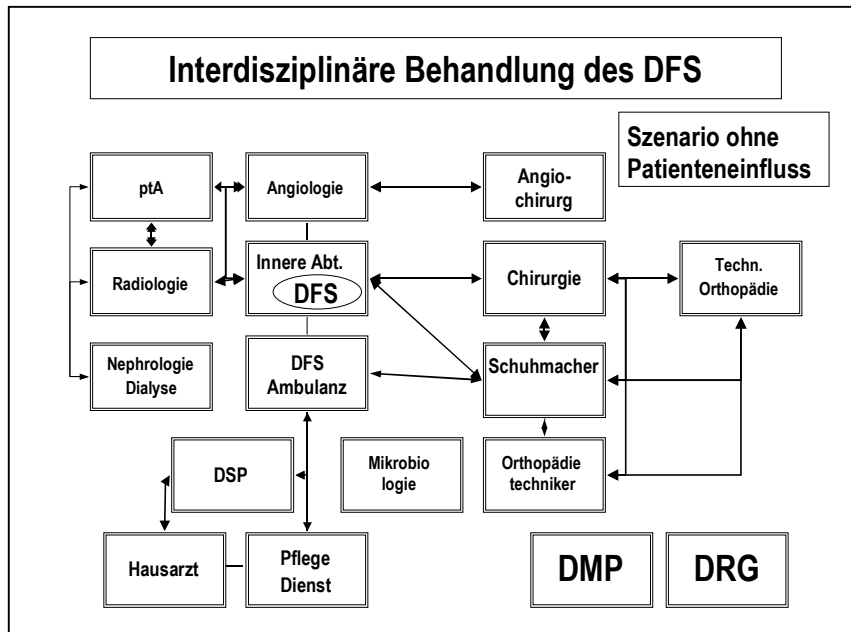 Interdisziplinäre Behandlung des DFS
Szenario ohne
Patienteneinfluss
ptA
Angiologie
Angio-
chirurg
Radiologie
Innere Abt.
DFS
Chirurgie
Techn.
Orthopädie
Nephrologie
Dialyse
DFS
Ambulanz
Schuhmacher
DSP
Mikrobio
logie
Orthopädie
techniker
Hausarzt
Pflege
Dienst
DMP
DRG